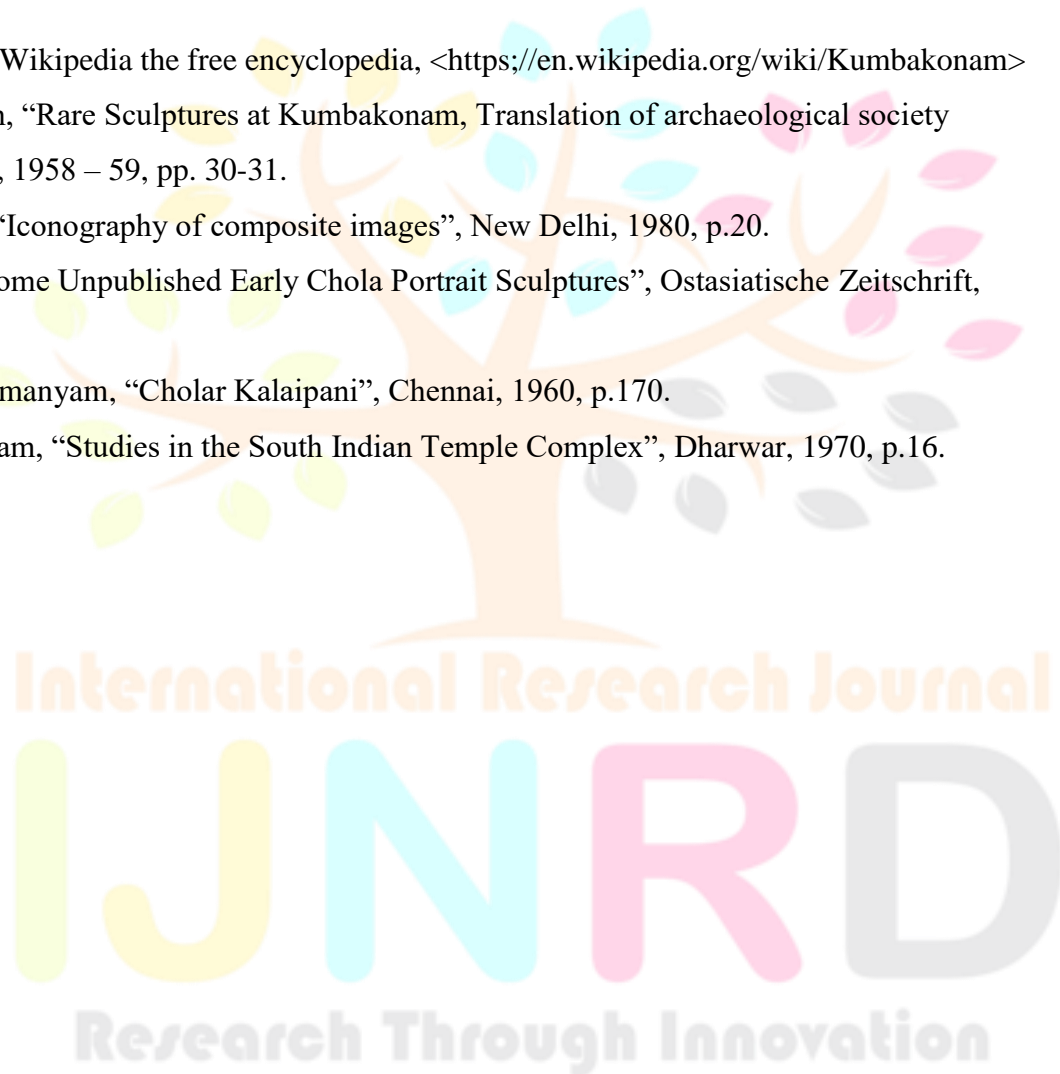 Wikipedia the free encyclopedia, <https;//en.wikipedia.org/wiki/Kumbakonam>
“Rare Sculptures at Kumbakonam, Translation of archaeological society
, 1958 – 59, pp. 30-31.
“Iconography of composite images”, New Delhi, 1980, p.20.
ome Unpublished Early Chola Portrait Sculptures”, Ostasiatische Zeitschrift,
manyam, “Cholar Kalaipani”, Chennai, 1960, p.170.
am, “Studies in the South Indian Temple Complex”, Dharwar, 1970, p.16.
International Research Journal
IJNRD
Research Through Innovation